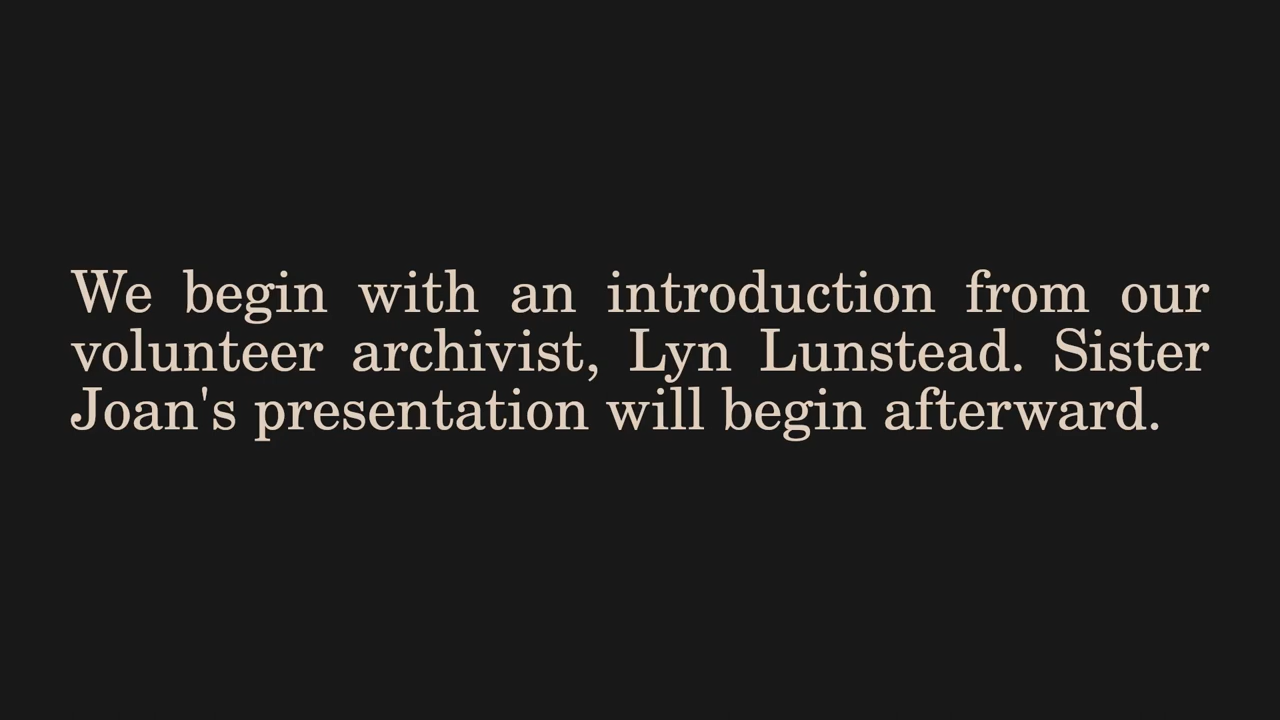 We begin with an introduction from our
volunteer archivist, Lyn Lunstead. Sister
Joan's presentation will begin afterward.